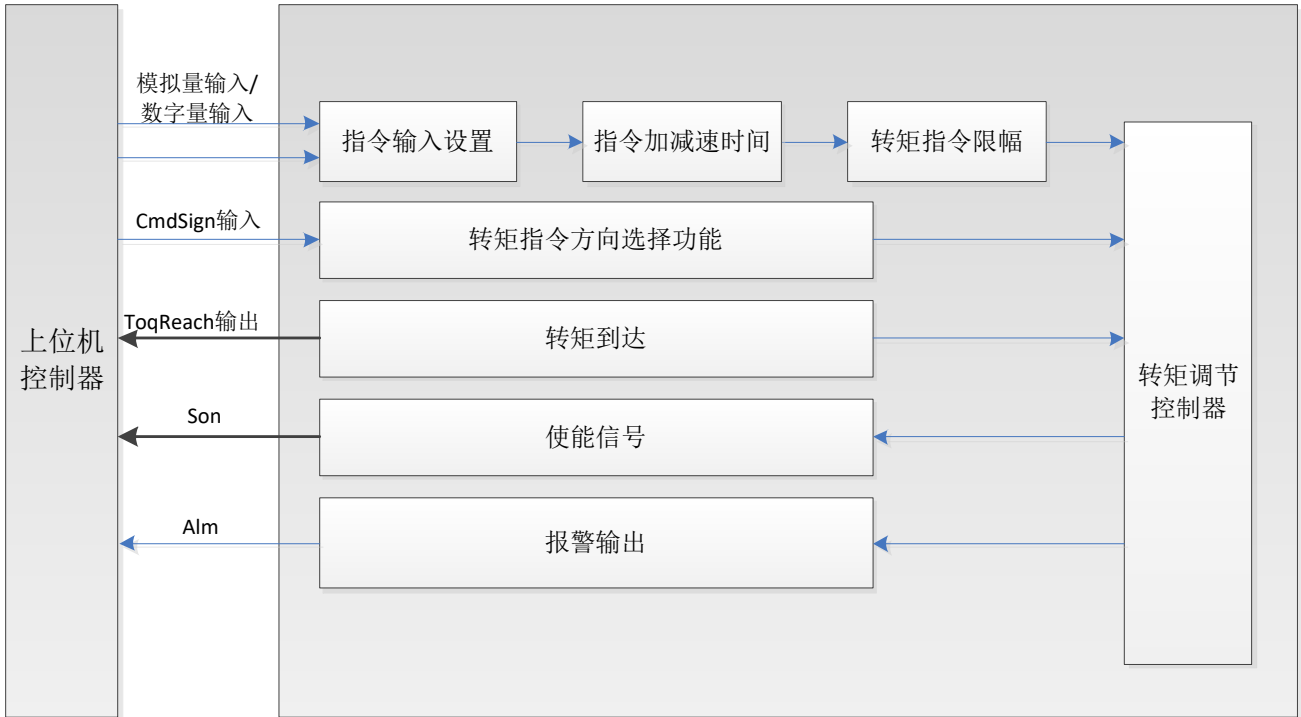 模拟量输入/
数字量输入
指令输入设置
指令加减速时间
转矩指令限幅
CmdSign输入
转矩指令方向选择功能
ToqReach输出
转矩到达
上位机
控制器
转矩调节
控制器
Son
使能信号
Alm
报警输出